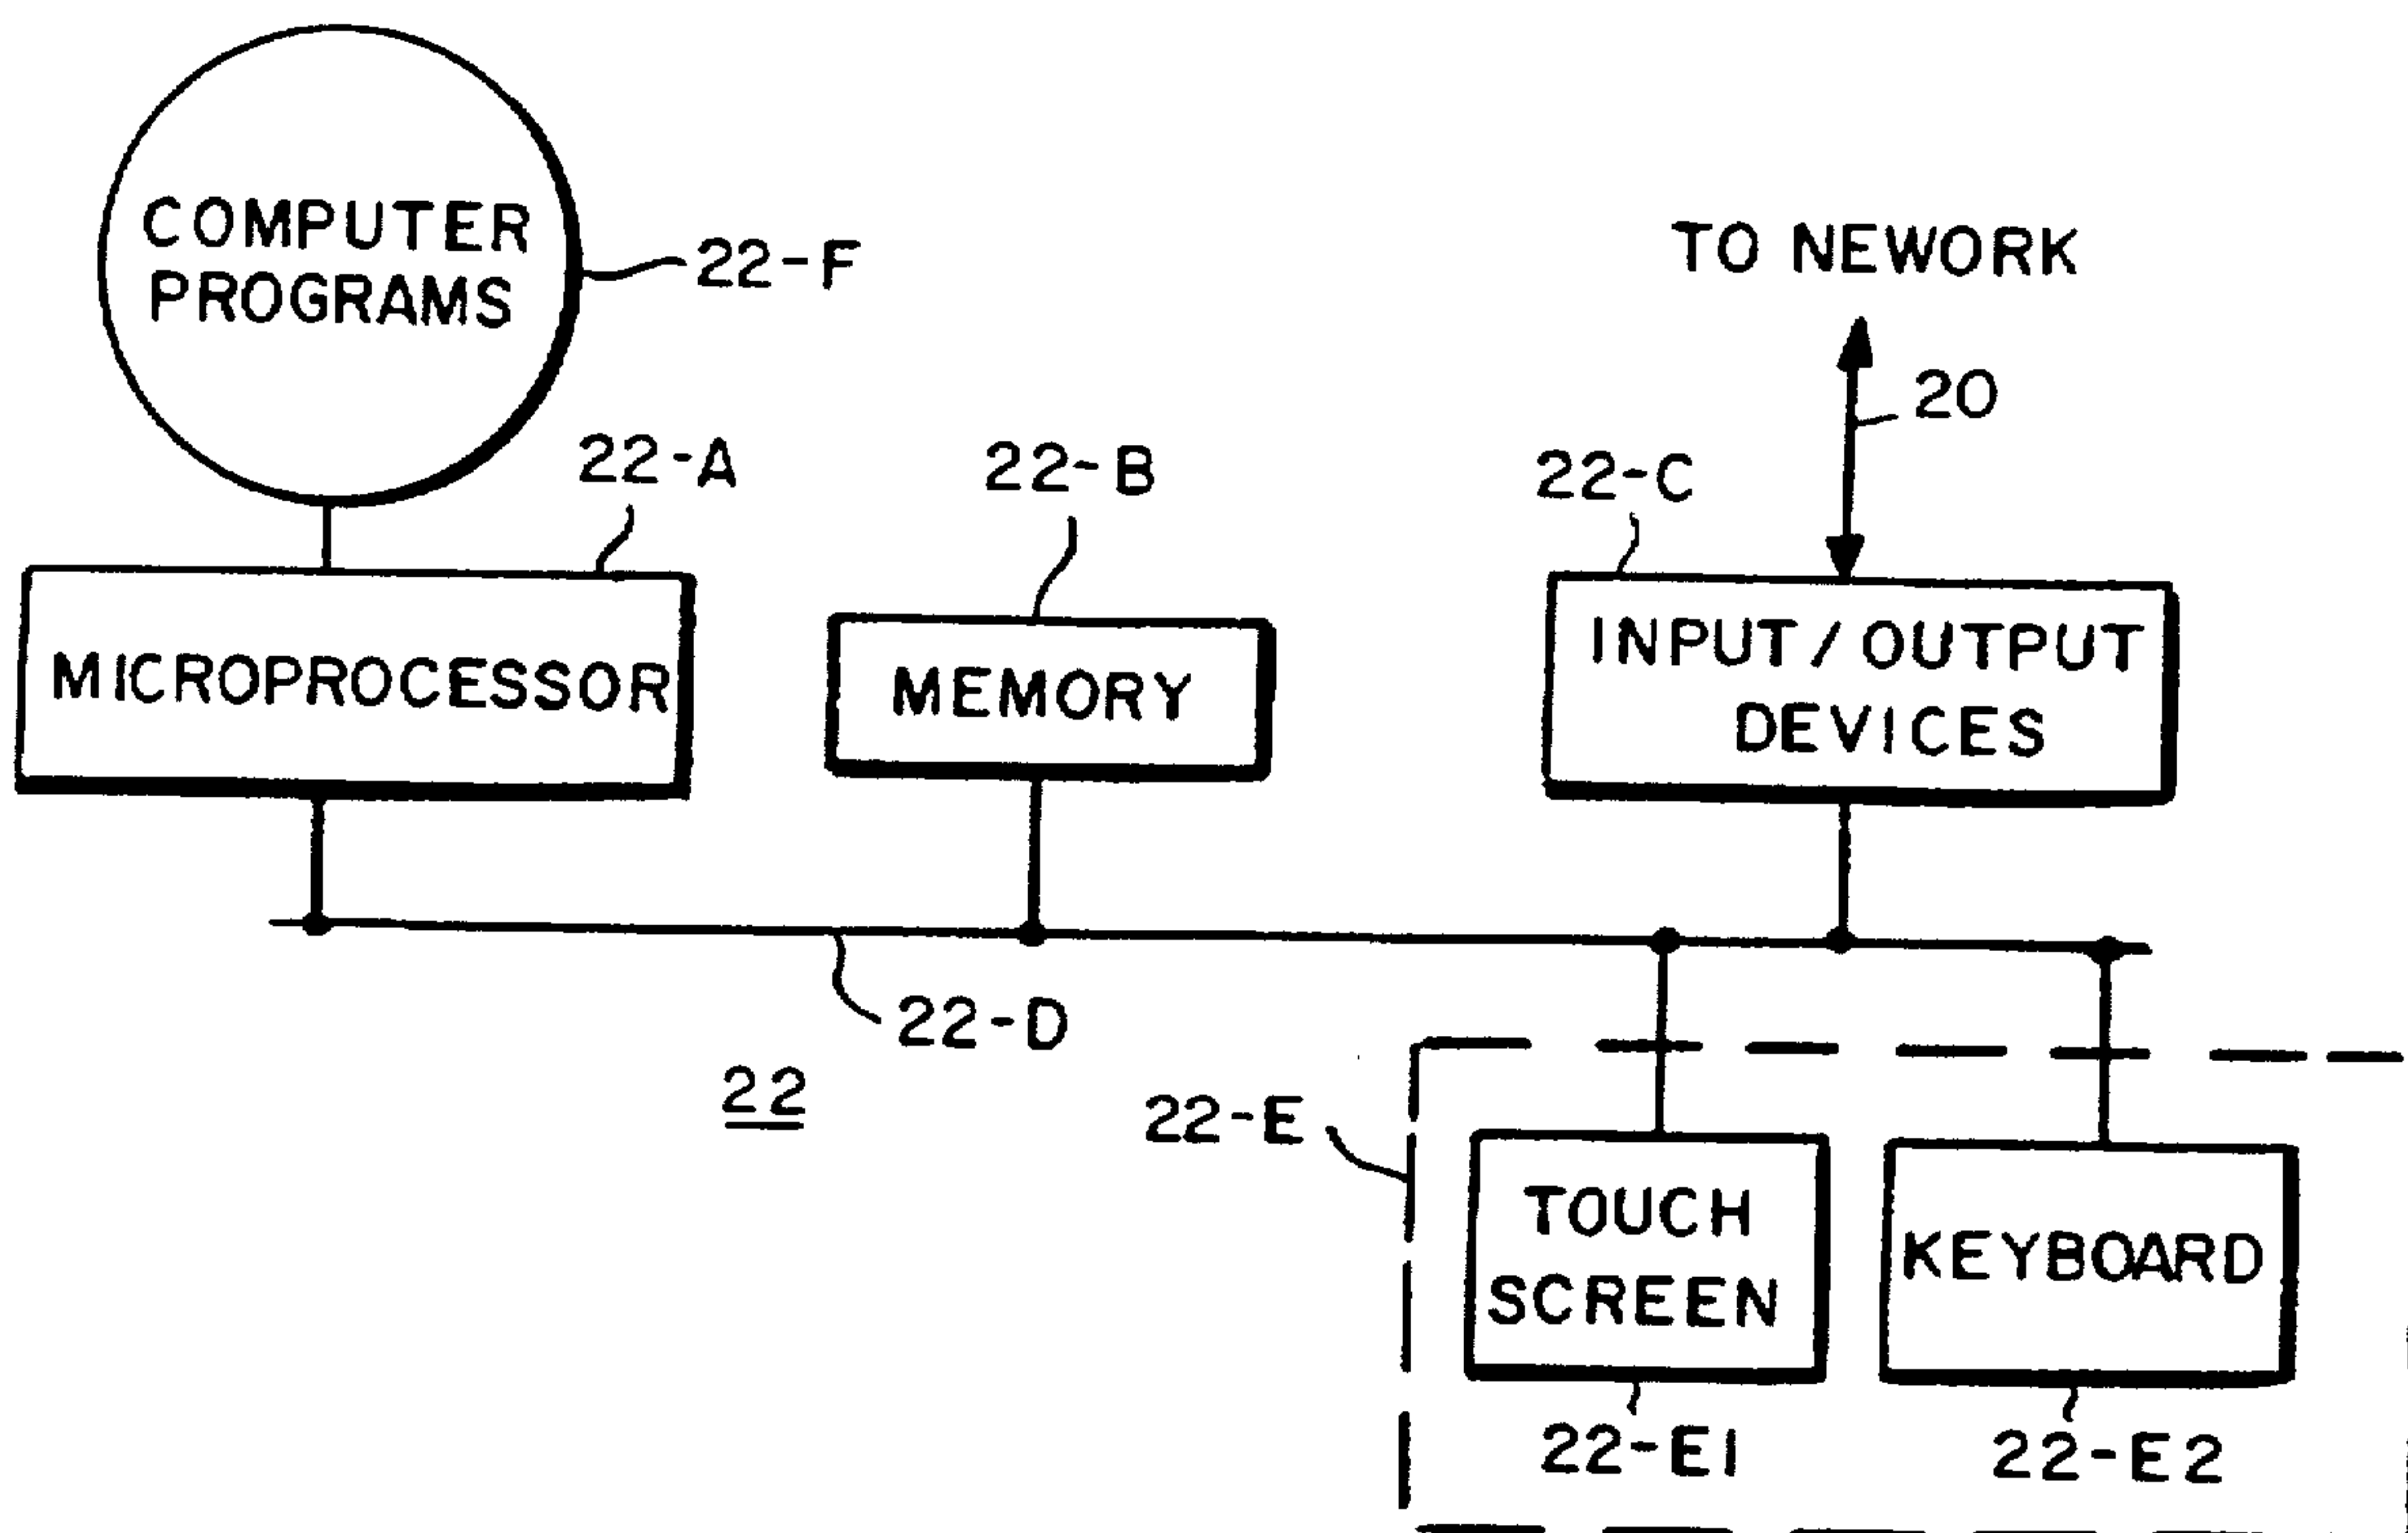 COMPUTER
PROGRAMS
22-F
TO NEWORK
20
22-A
22-B
22-C
MICROPROCESSOR
MEMORY
INPUT/OUTPUT
DEVICES
22-D
22
22-E
TOUCH
SCREEN
KEYBOARD
22-E1
22-E2